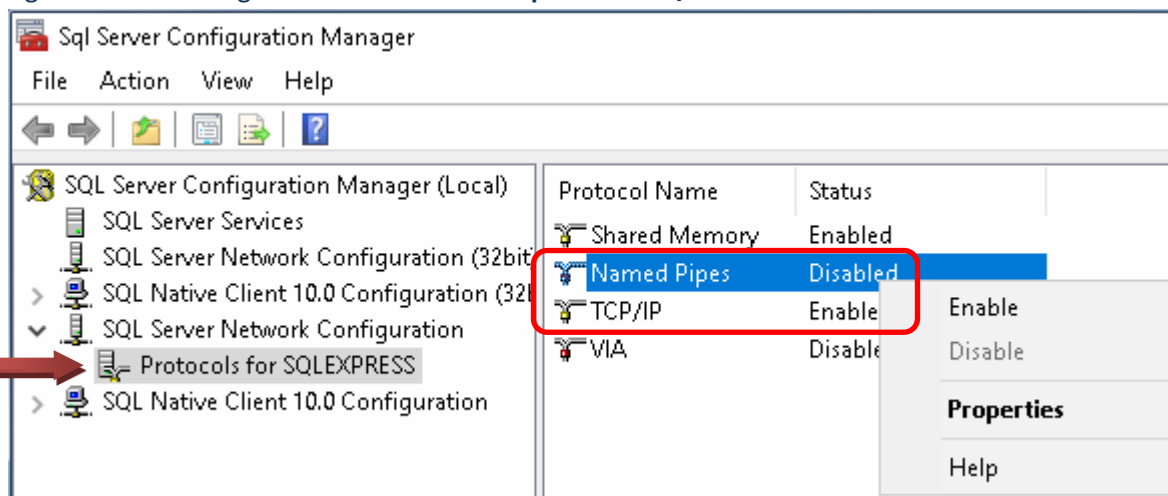 Sql Server Configuration Manager
File Action View Help
SQL Server Configuration Manager (Local)
SQL Server Services
SQL Server Network Configuration (32bit
SQL Native Client 10.0 Configuration (32
SQL Server Network Configuration
Protocols for SQLEXPRESS
SQL Native Client 10.0 Configuration
Protocol Name Status
Shared Memory Enabled
Named Pipes Disabled
TCP/IP Enable
VIA Disable
Enable
Disable
Properties
Help